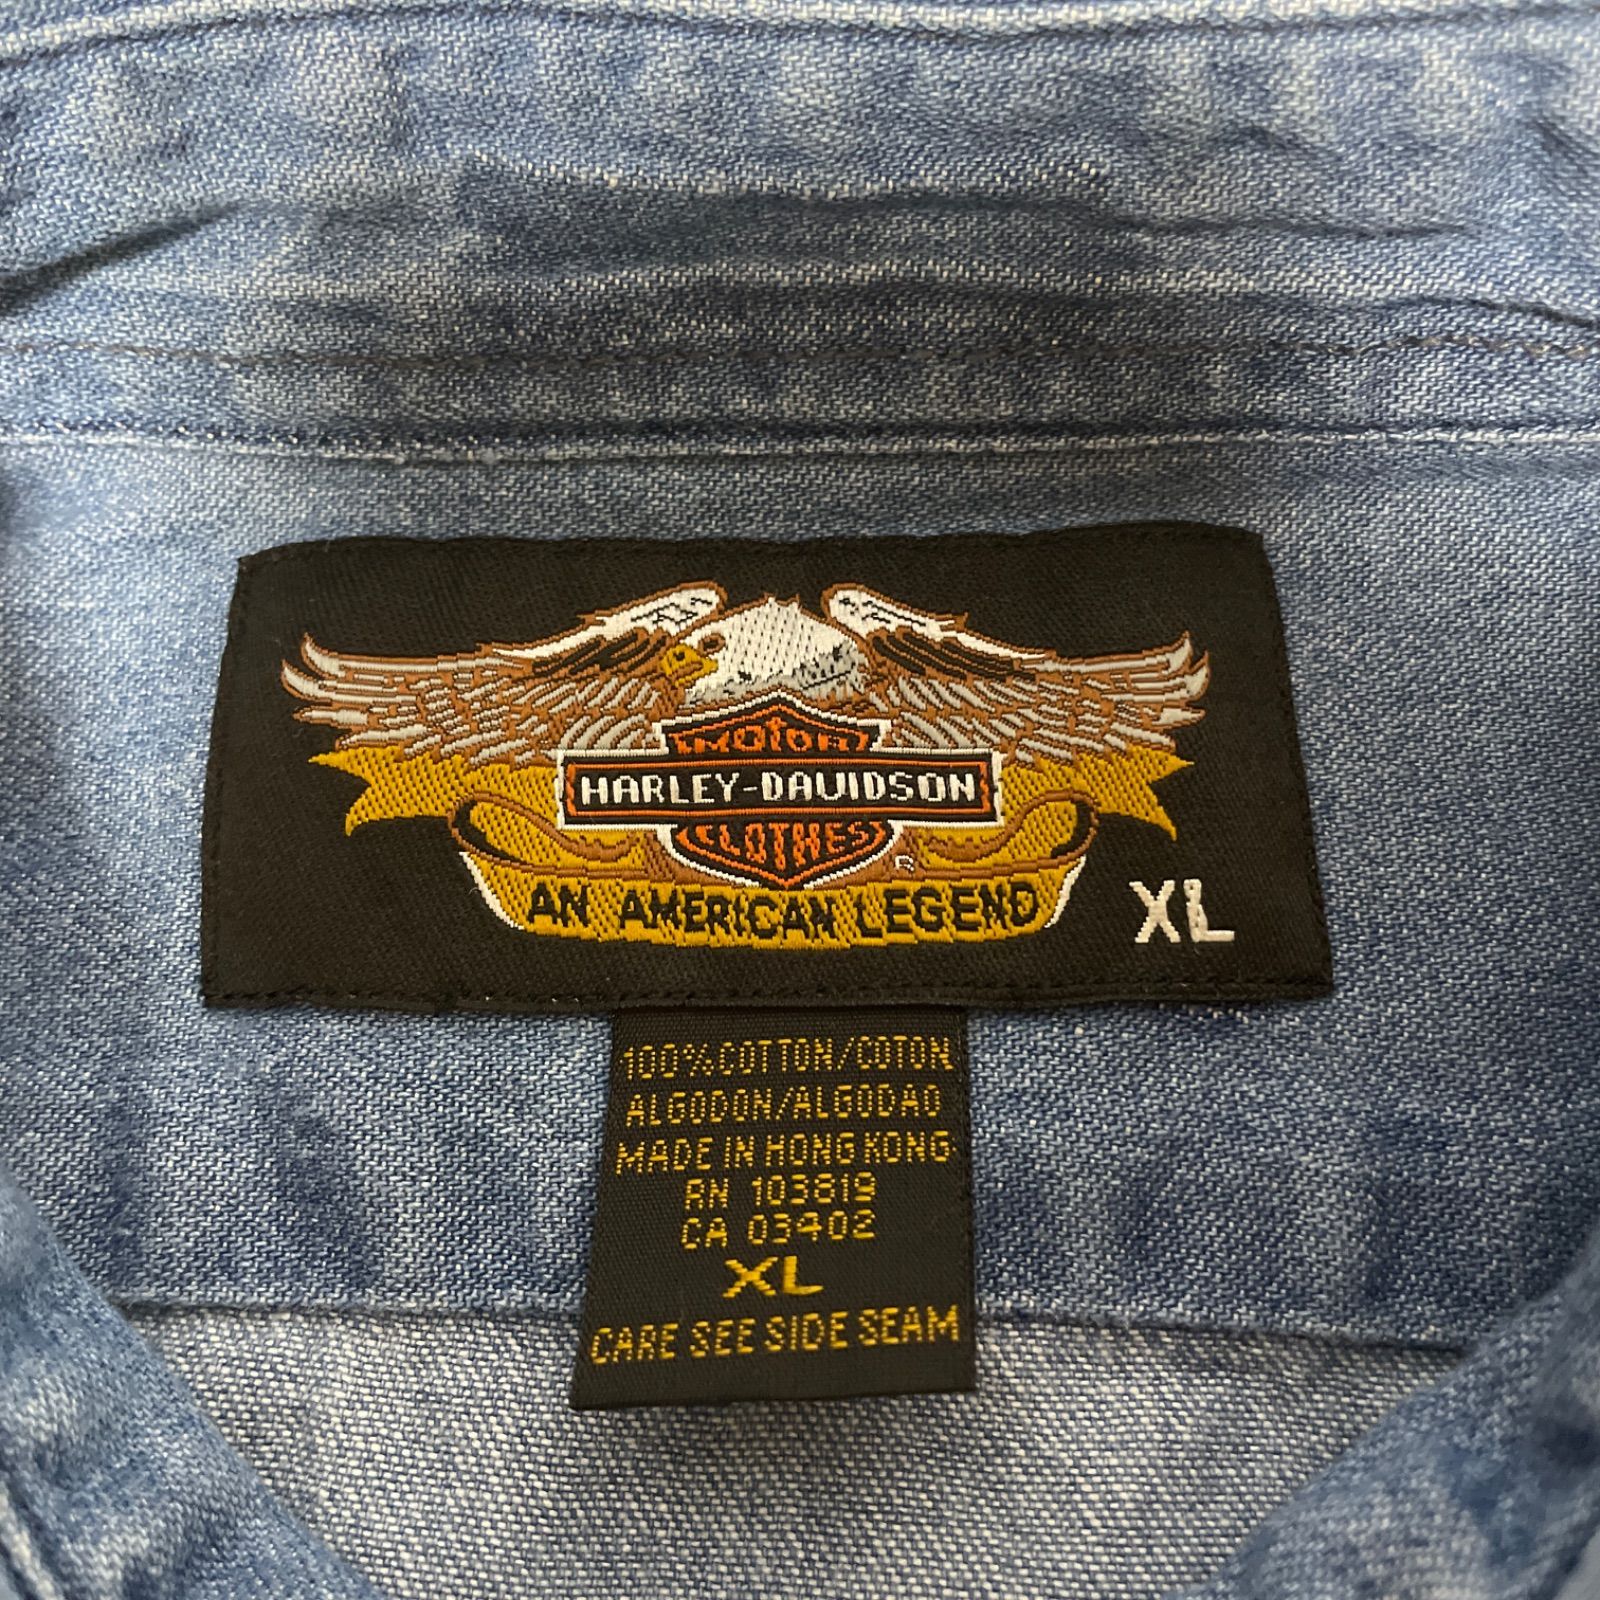 MOTOR
HARLEY-DAVIDSON
CLOTHES
®
AN AMERICAN LEGEND
XL
100%COTTON/COTON
ALGODON/ALGODAO
MADE IN HONG KONG
RN 103819
CA 03402
XL
CARE SEE SIDE SEAM